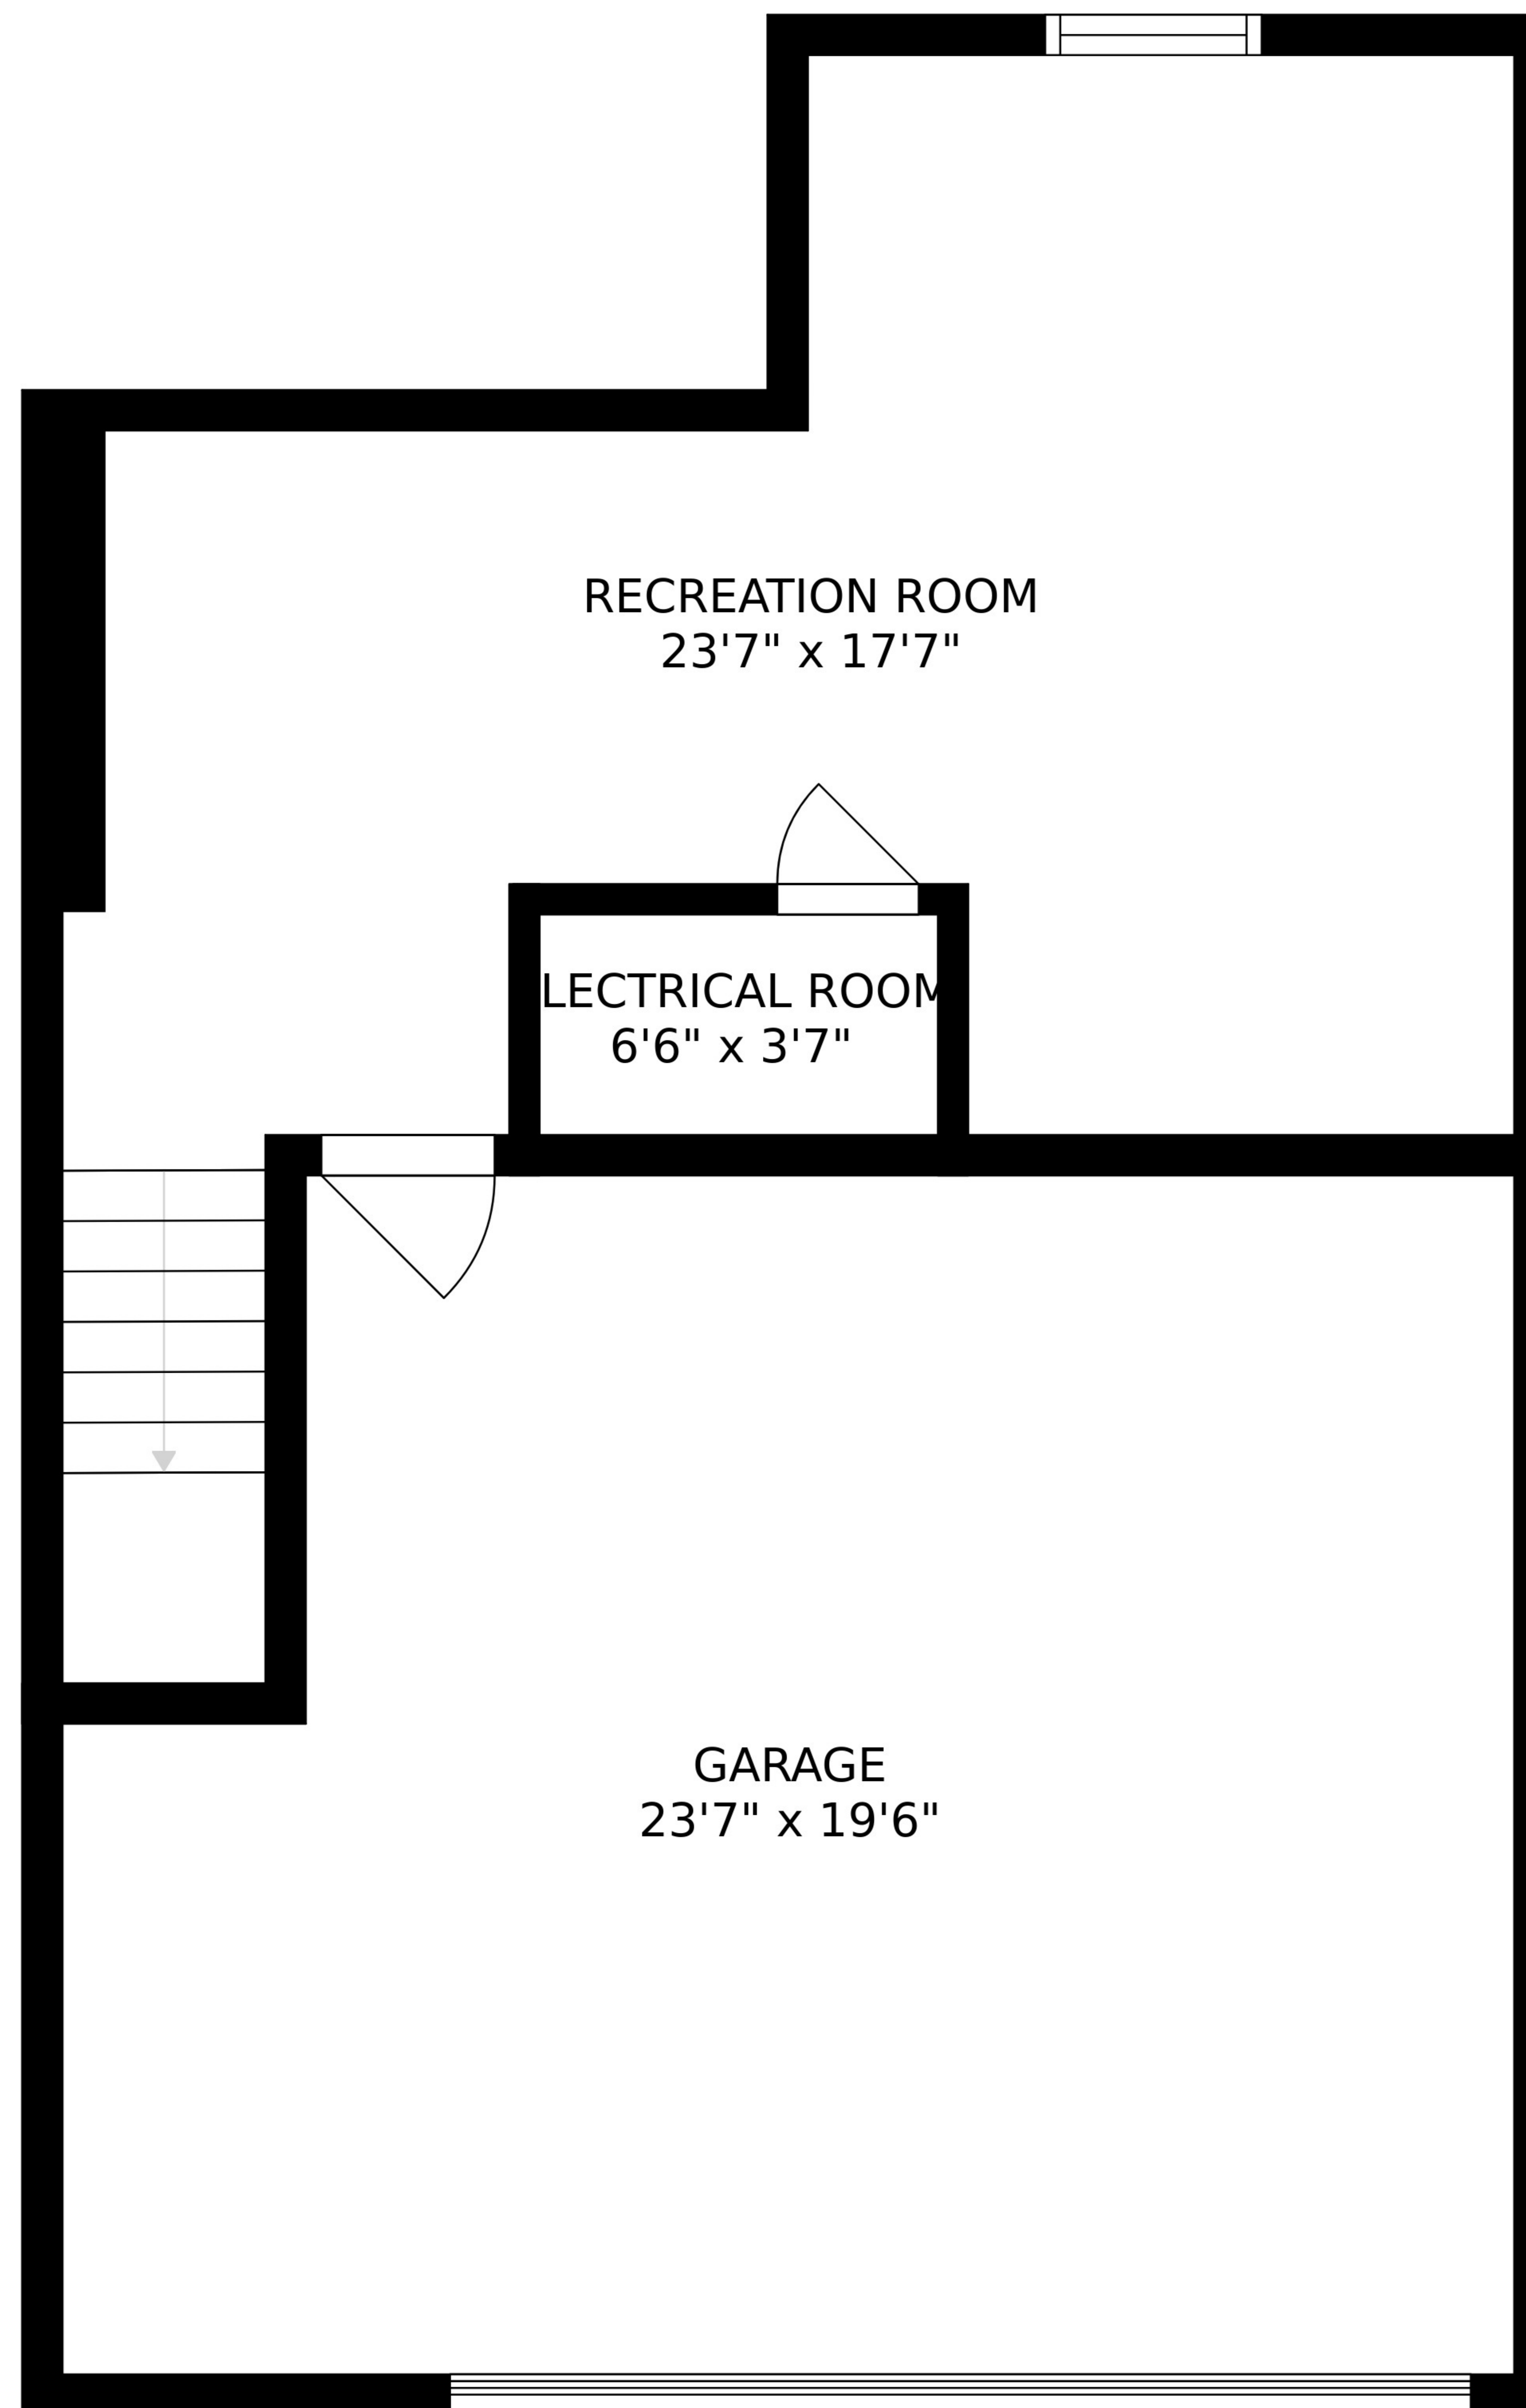 RECREATION ROOM
23'7" x 17'7"
LECTRICAL ROOM
6'6" x 3'7"
GARAGE
23'7" x 19'6"